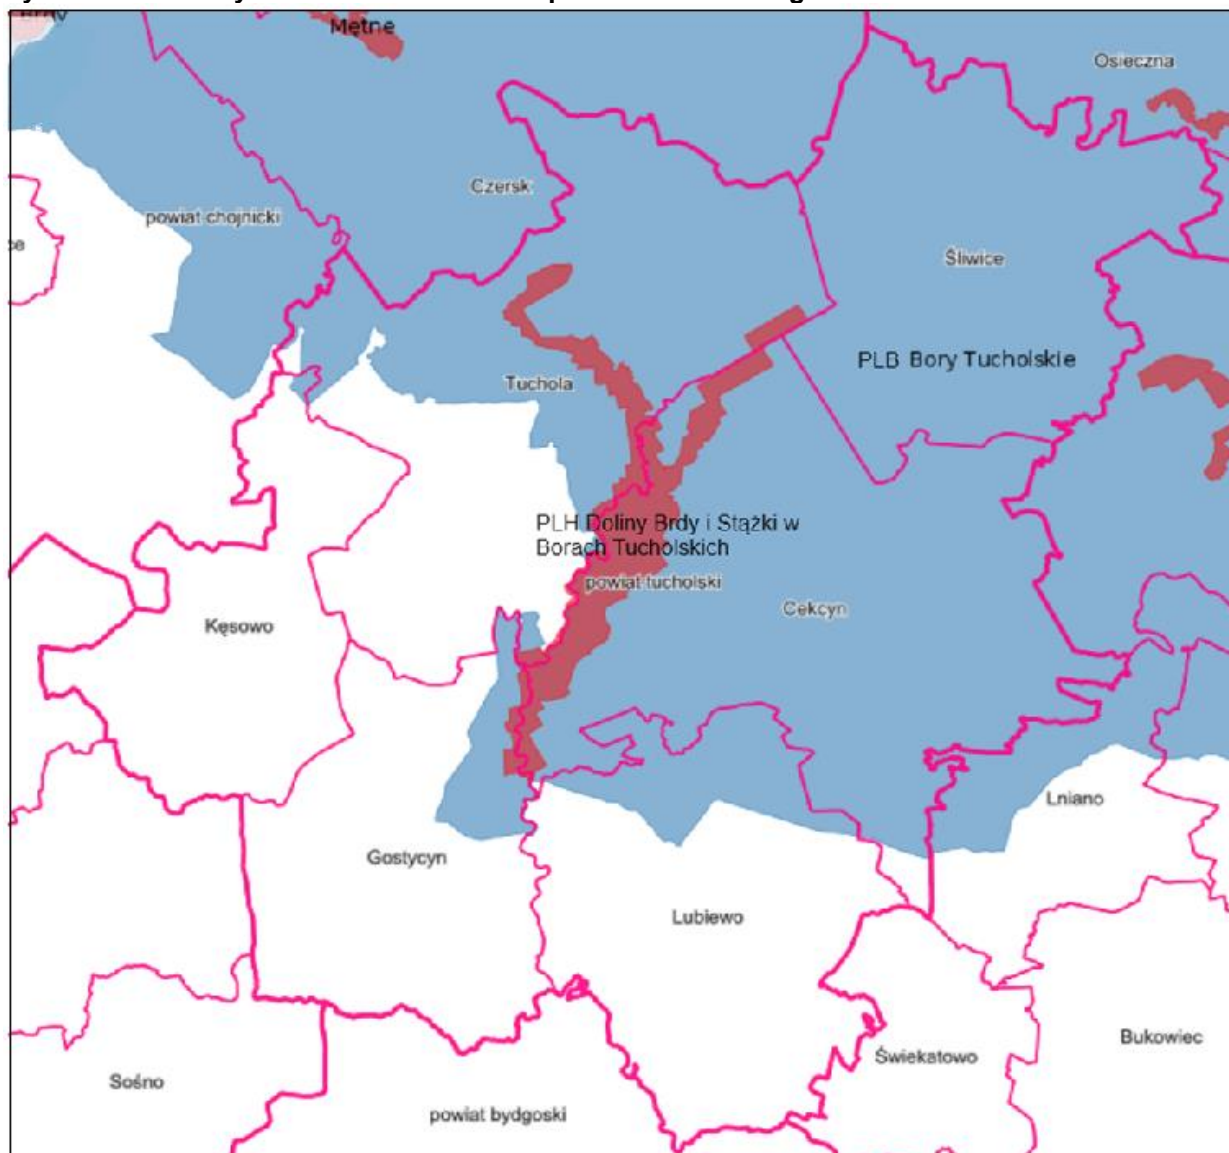 Mętne
Osieczna
Czersk
powiat chojnicki
Śliwice
PLB Bory Tucholskie
Tuchola
PLH Doliny Brdy i Stążki w
Borach Tucholskich
powiat tucholski
Cekcyn
Kęsowo
Lniano
Gostycyn
Lubiewo
Bukowiec
Świekatowo
Sośno
powiat bydgoski